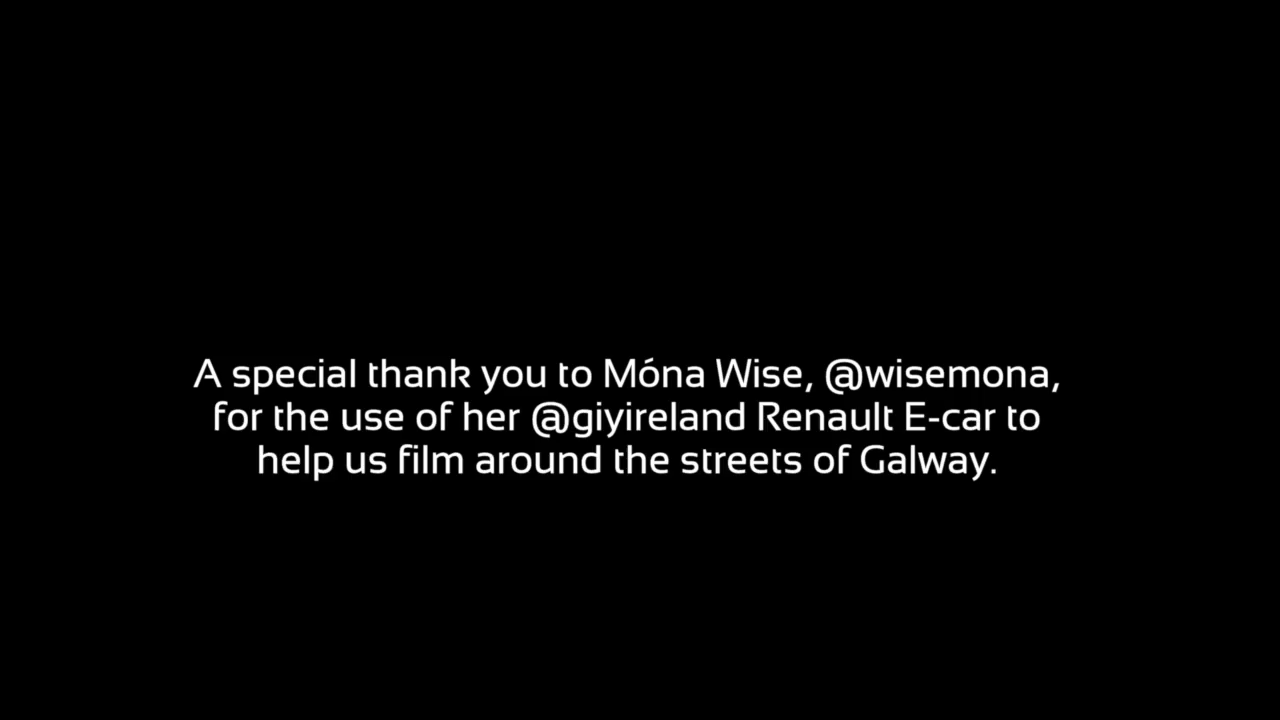 A special thank you to Móna Wise, @wisemona,
for the use of her @giyireland Renault E-car to
help us film around the streets of Galway.